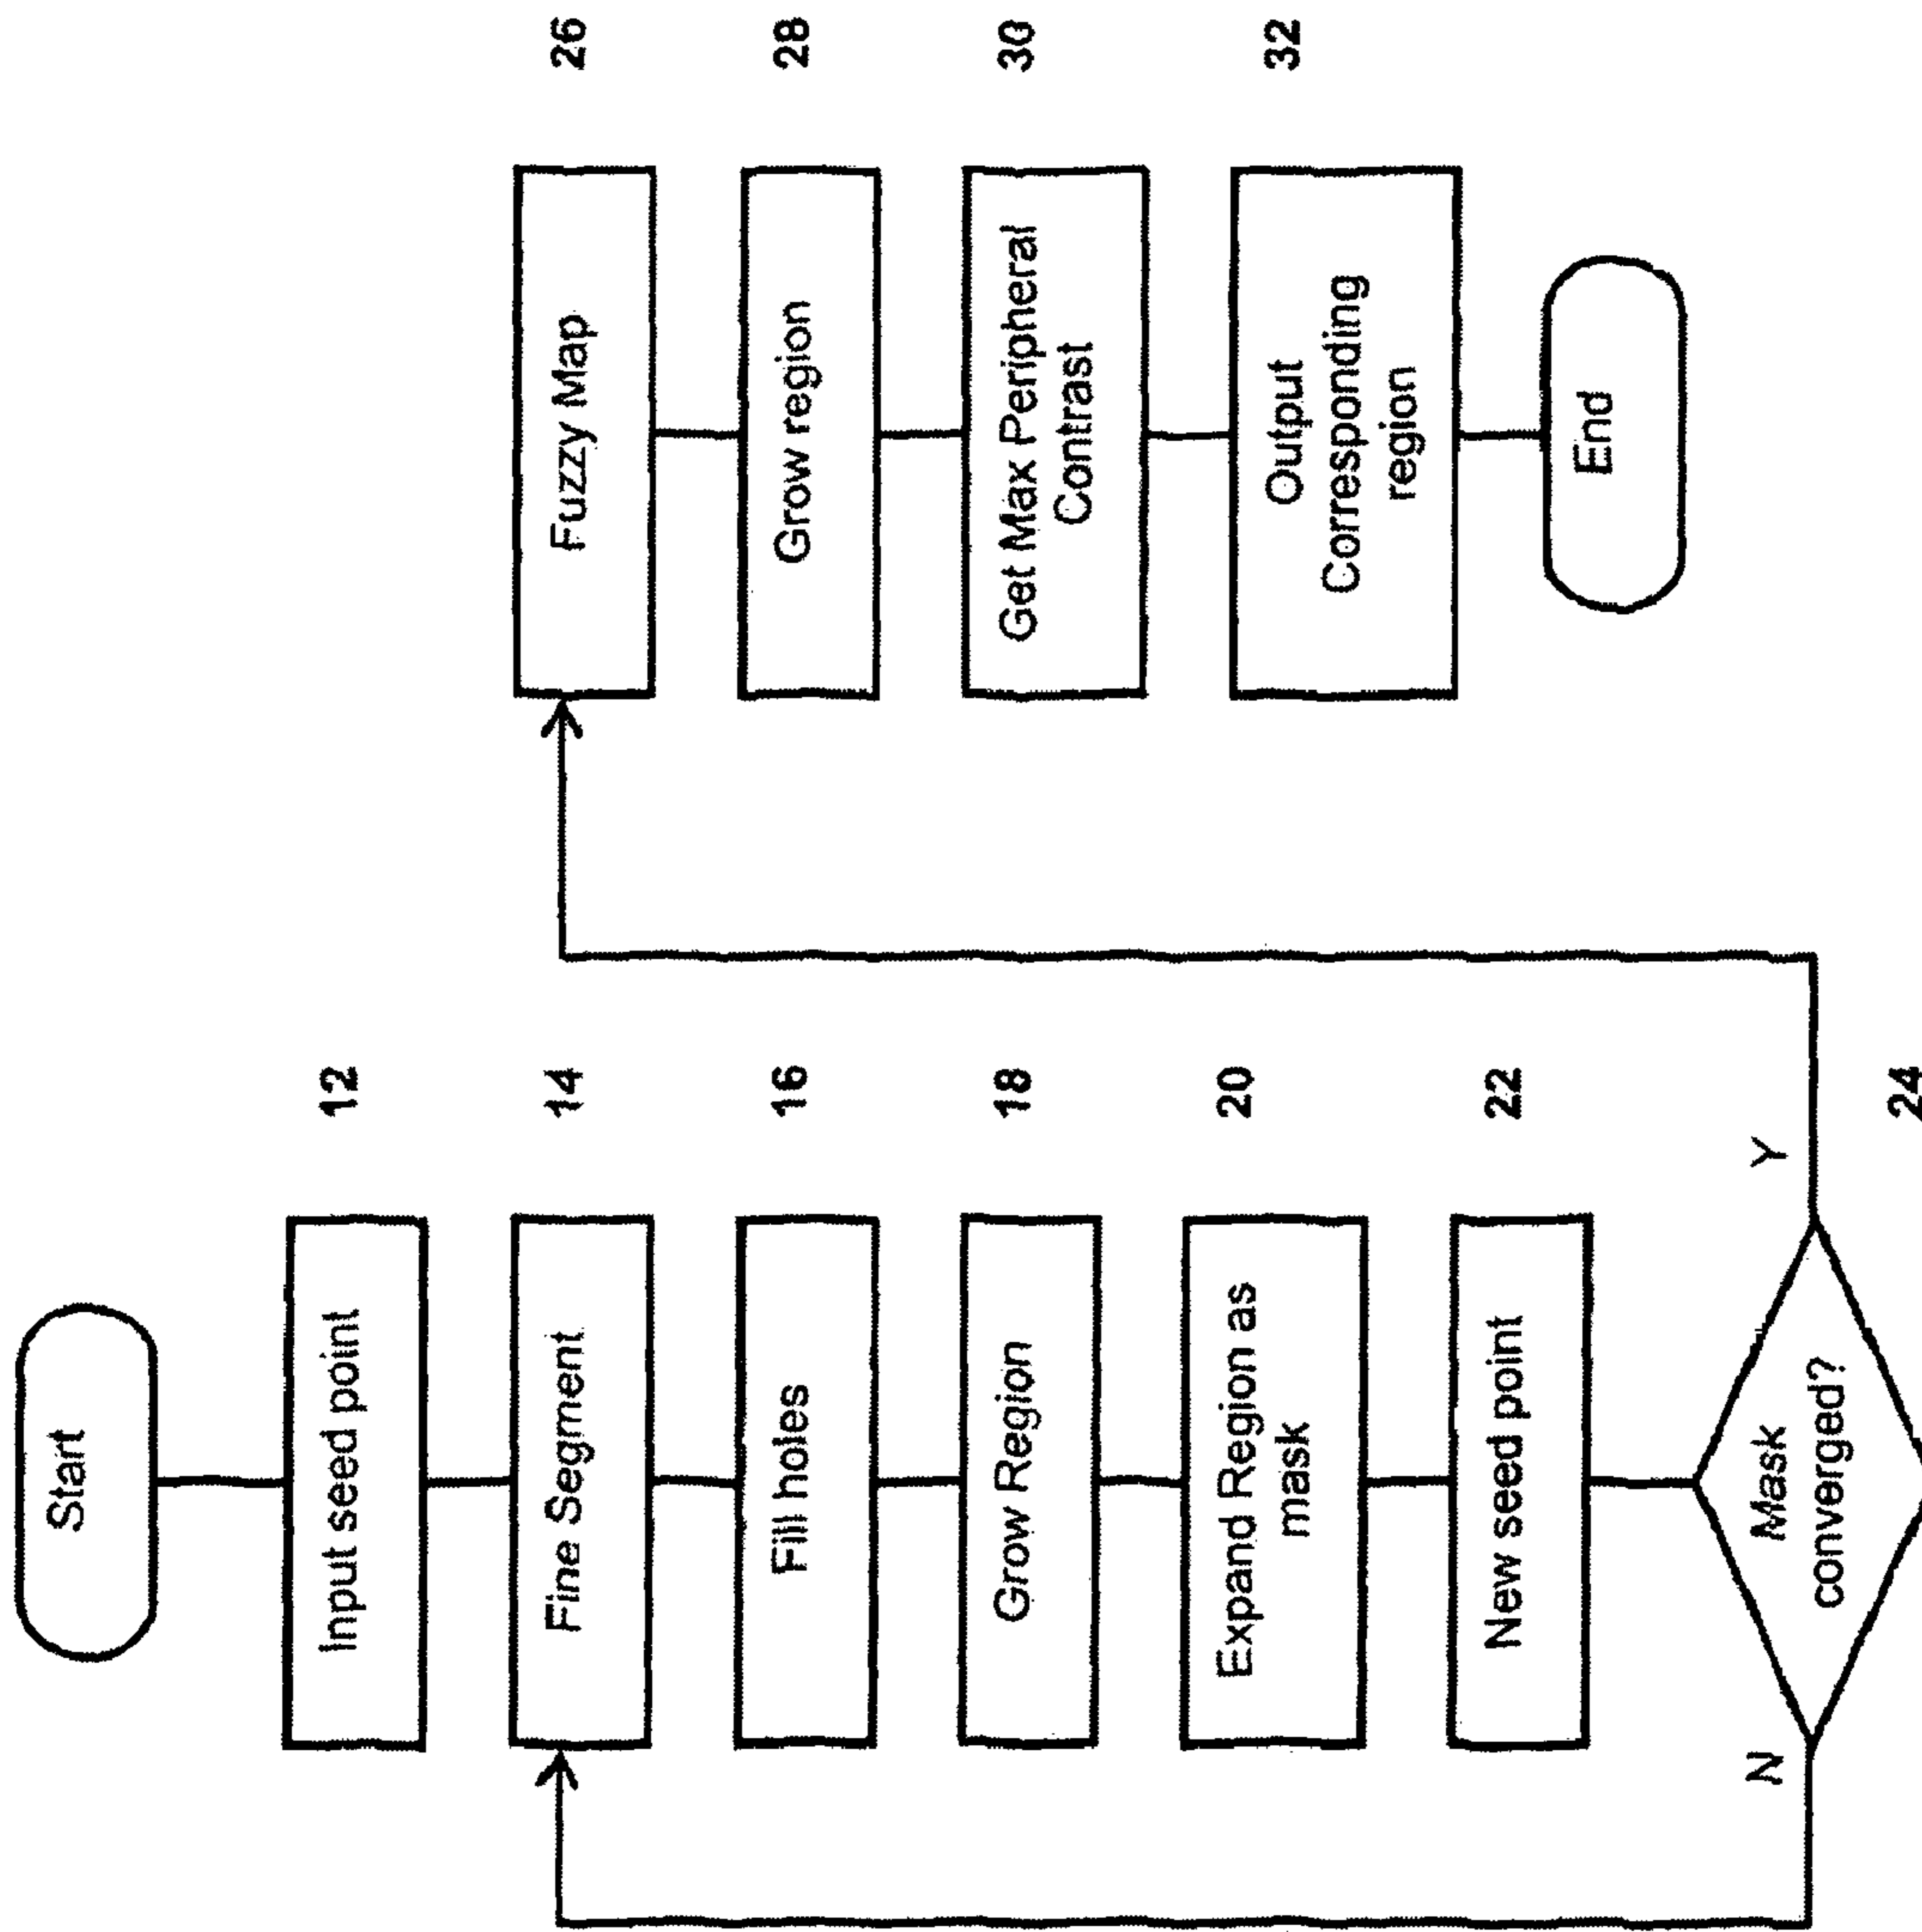 Start
Input seed point
12
Fine Segment
14
Fill holes
16
Grow Region
18
Expand Region as
mask
20
New seed point
22
Mask
converged?
N
Y
24
Fuzzy Map
26
Grow region
28
Get Max Peripheral
Contrast
30
Output
Corresponding
region
32
End